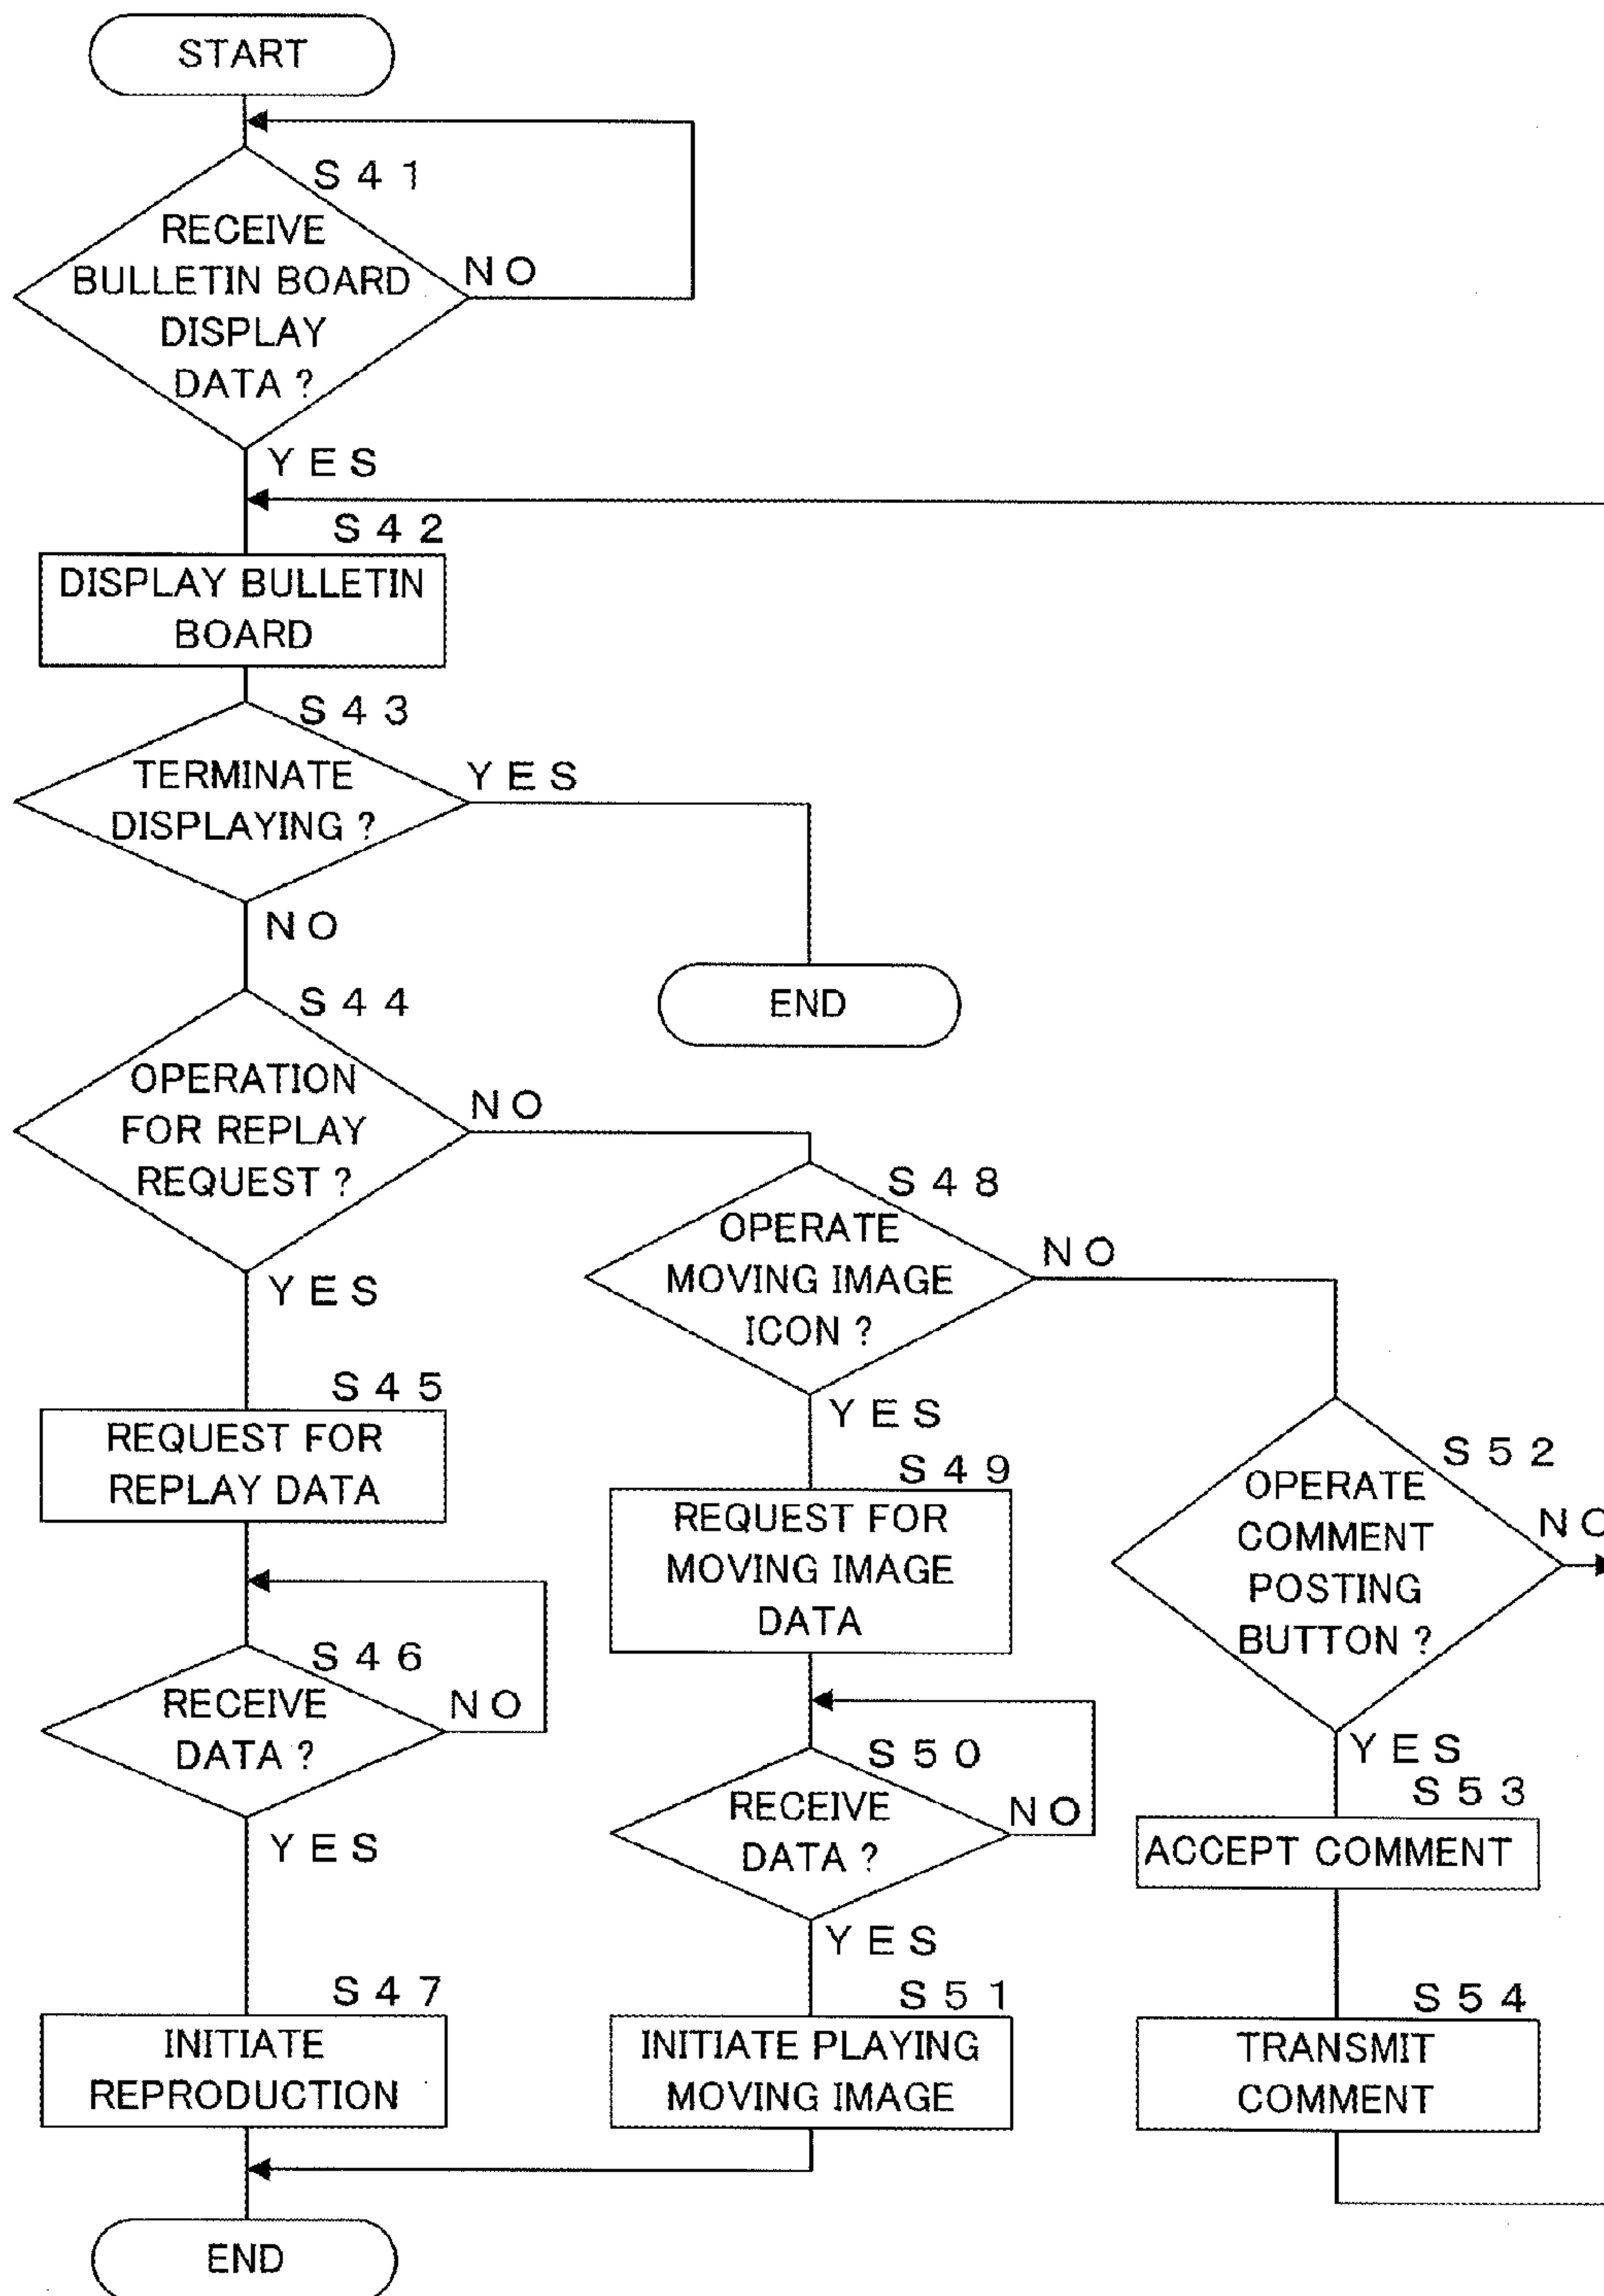 START
S41
RECEIVE
BULLETIN BOARD
DISPLAY
DATA ?
NO
YES
S42
DISPLAY BULLETIN
BOARD
S43
TERMINATE
DISPLAYING ?
YES
NO
END
S44
OPERATION
FOR REPLAY
REQUEST ?
NO
YES
S48
OPERATE
MOVING IMAGE
ICON ?
NO
YES
S45
REQUEST FOR
REPLAY DATA
S49
REQUEST FOR
MOVING IMAGE
DATA
S52
OPERATE
COMMENT
POSTING
BUTTON ?
NO
YES
S46
RECEIVE
DATA ?
NO
YES
S50
RECEIVE
DATA ?
NO
YES
S53
ACCEPT COMMENT
S47
INITIATE
REPRODUCTION
S51
INITIATE PLAYING
MOVING IMAGE
S54
TRANSMIT
COMMENT
END